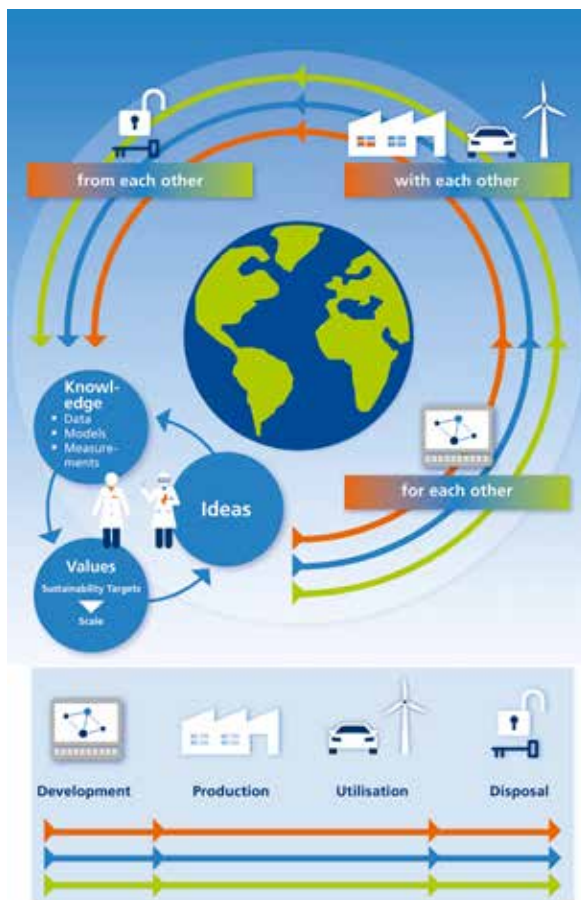 from each other
with each other
Knowl-
edge
▪ Data
▪ Models
▪ Measure-
ments
for each other
Ideas
Values
Sustainability Targets
Scale
Development
Production
Utilisation
Disposal